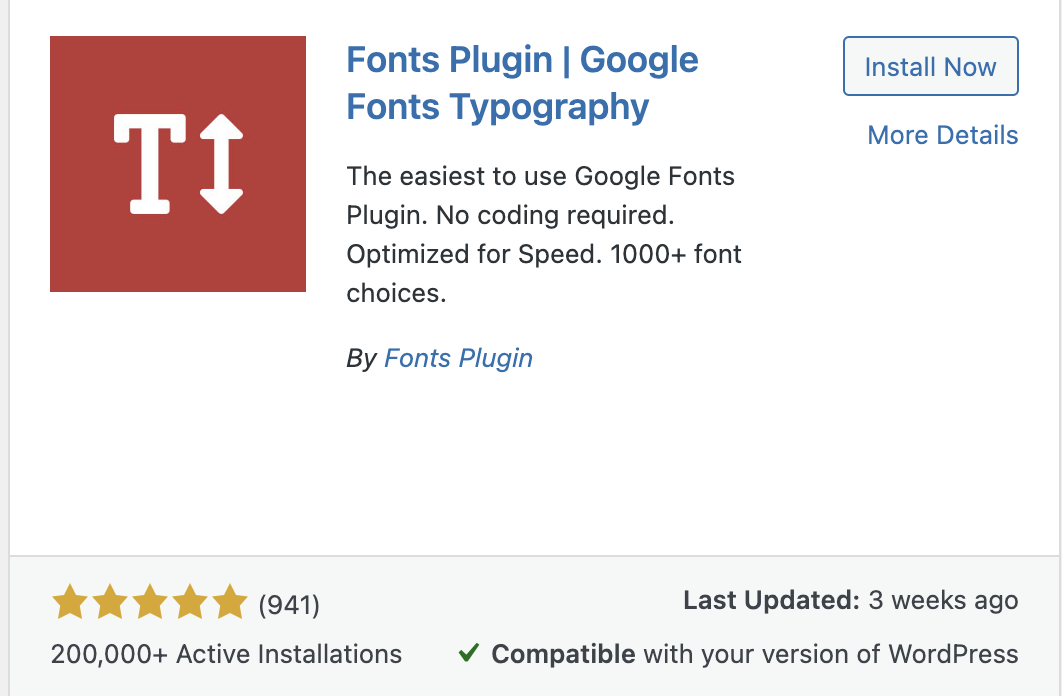 Fonts Plugin | Google
Fonts Typography
Install Now
More Details
The easiest to use Google Fonts
Plugin. No coding required.
Optimized for Speed. 1000+ font
choices.
By Fonts Plugin
(941)
Last Updated: 3 weeks ago
200,000+ Active Installations
Compatible with your version of WordPress